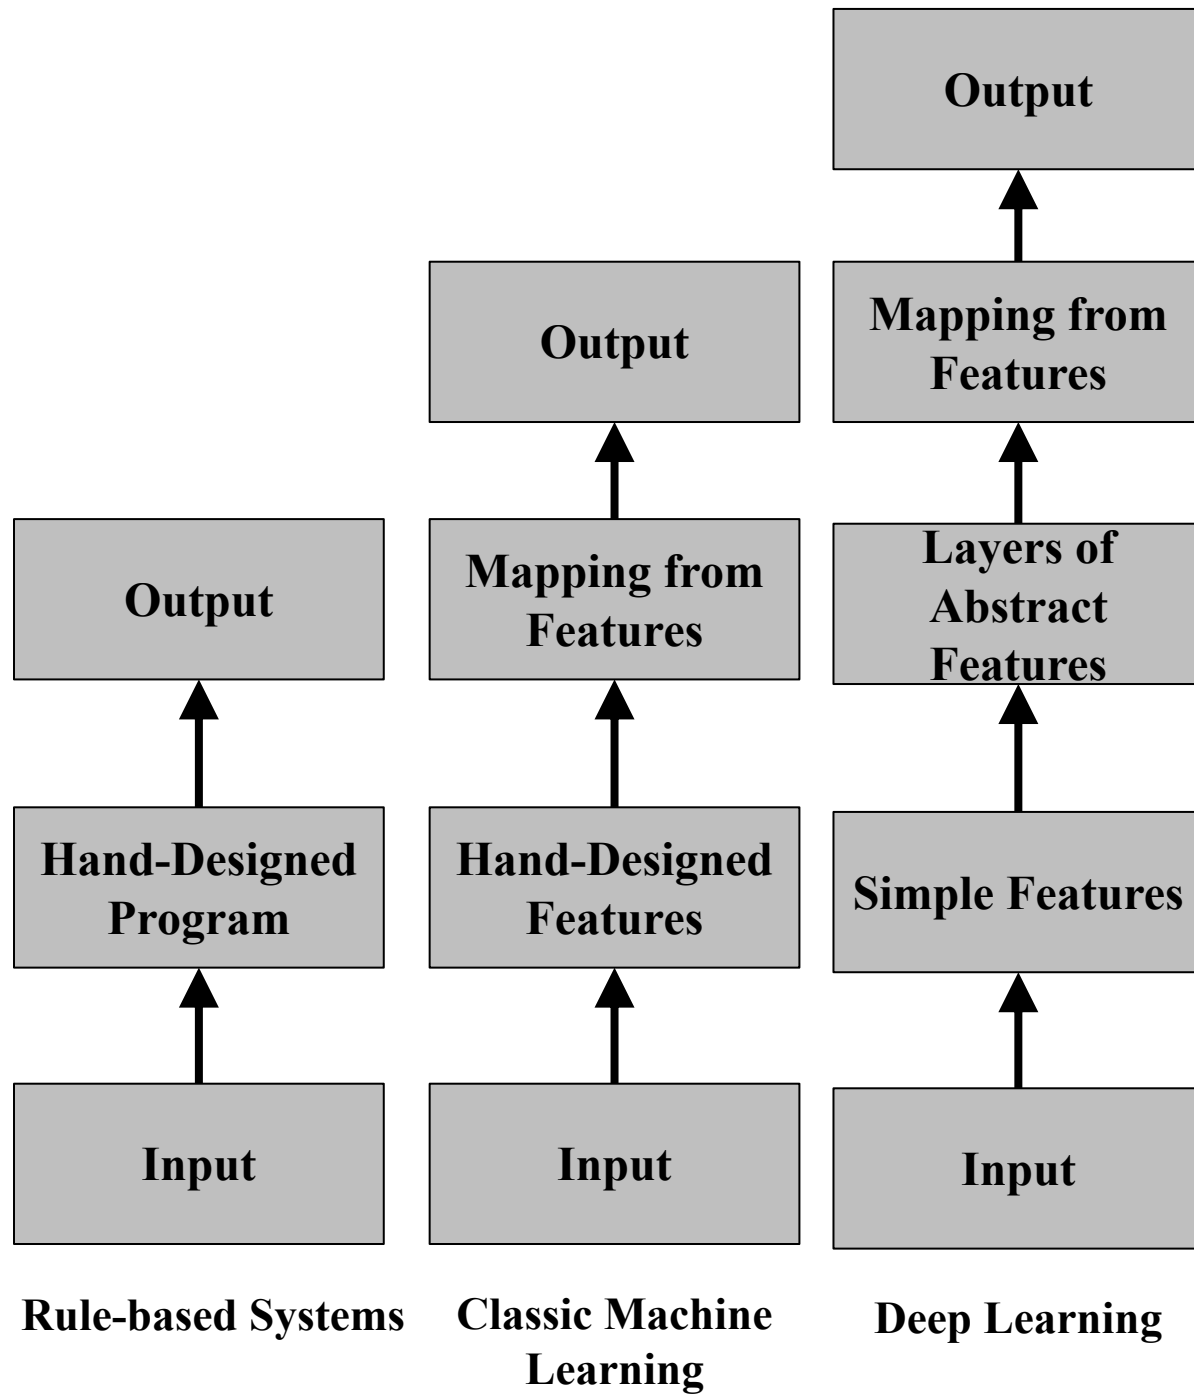 Output
Mapping from
Features
Layers of
Abstract
Features
Simple Features
Input
Deep Learning
Output
Mapping from
Features
Hand-Designed
Features
Input
Classic Machine
Learning
Output
Hand-Designed
Program
Input
Rule-based Systems